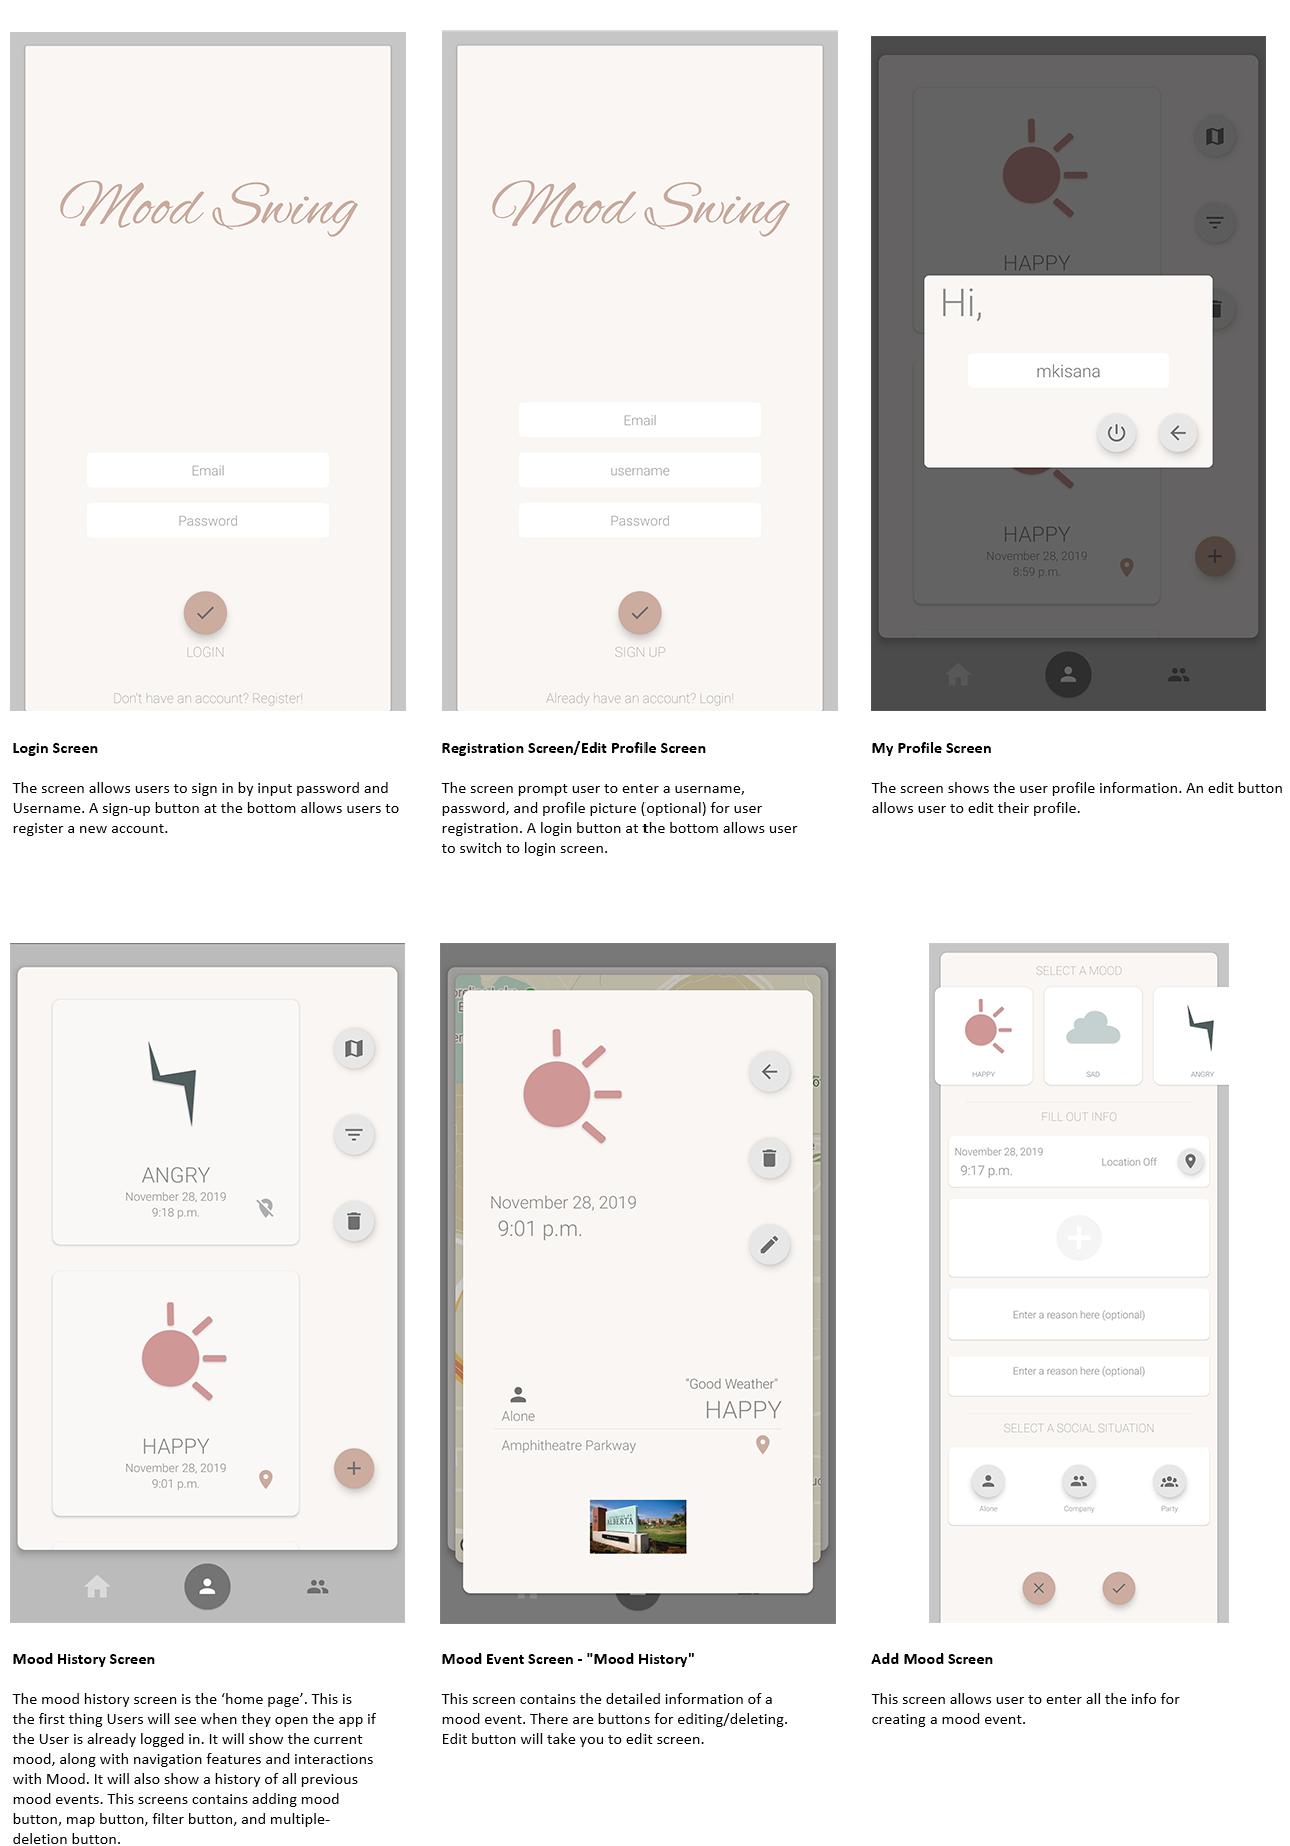 Mood Swing
Email
Password
LOGIN
Don't have an account? Register!
Login Screen
The screen allows users to sign in by input password and
Username. A sign-up button at the bottom allows users to
register a new account.
Mood Swing
Email
username
Password
SIGN UP
Already have an account? Login!
Registration Screen/Edit Profile Screen
The screen prompt user to enter a username,
password, and profile picture (optional) for user
registration. A login button at the bottom allows user
to switch to login screen.
HAPPY
Hi,
mkisana
HAPPY
November 28, 2019
8:59 p.m.
My Profile Screen
The screen shows the user profile information. An edit button
allows user to edit their profile.
ANGRY
November 28, 2019
9:18 p.m.
HAPPY
November 28, 2019
9:01 p.m.
Mood History Screen
The mood history screen is the ‘home page’. This is
the first thing Users will see when they open the app if
the User is already logged in. It will show the current
mood, along with navigation features and interactions
with Mood. It will also show a history of all previous
mood events. This screens contains adding mood
button, map button, filter button, and multiple-
deletion button.
November 28, 2019
9:01 p.m.
"Good Weather"
HAPPY
Alone
Amphitheatre Parkway
ALBERTA
Mood Event Screen - "Mood History"
This screen contains the detailed information of a
mood event. There are buttons for editing/deleting.
Edit button will take you to edit screen.
SELECT A MOOD
HAPPY
SAD
ANGRY
FILL OUT INFO
November 28, 2019
9:17 p.m.
Location Off
Enter a reason here (optional)
Enter a reason here (optional)
SELECT A SOCIAL SITUATION
Alone
Company
Party
Add Mood Screen
This screen allows user to enter all the info for
creating a mood event.